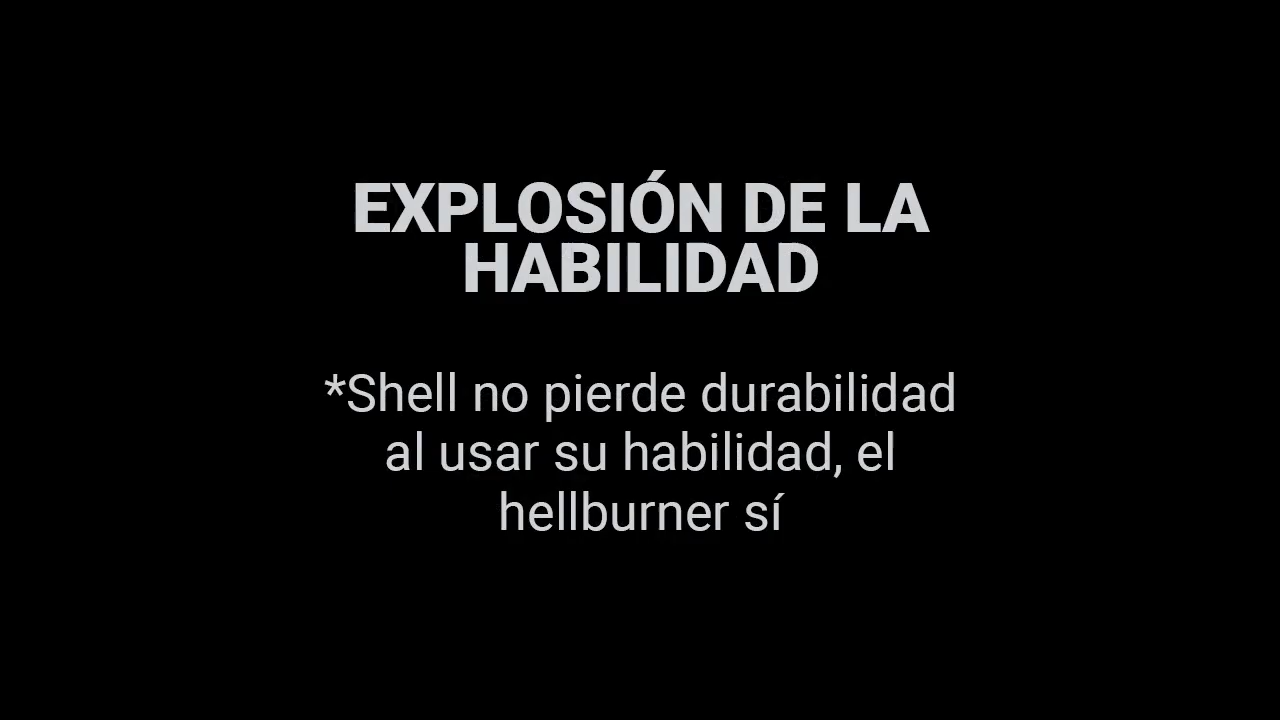 EXPLOSIÓN DE LA
HABILIDAD
*Shell no pierde durabilidad
al usar su habilidad, el
hellburner sí